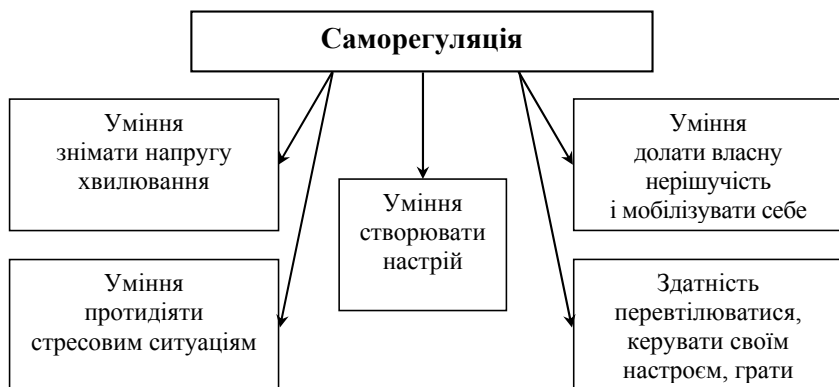 Саморегуляція
Уміння
знімати напругу
хвилювання
Уміння
протидіяти
стресовим ситуаціям
Уміння
створювати
настрій
Уміння
долати власну
нерішучість
і мобілізувати себе
Здатність
перевтілюватися,
керувати своїм
настроєм, грати